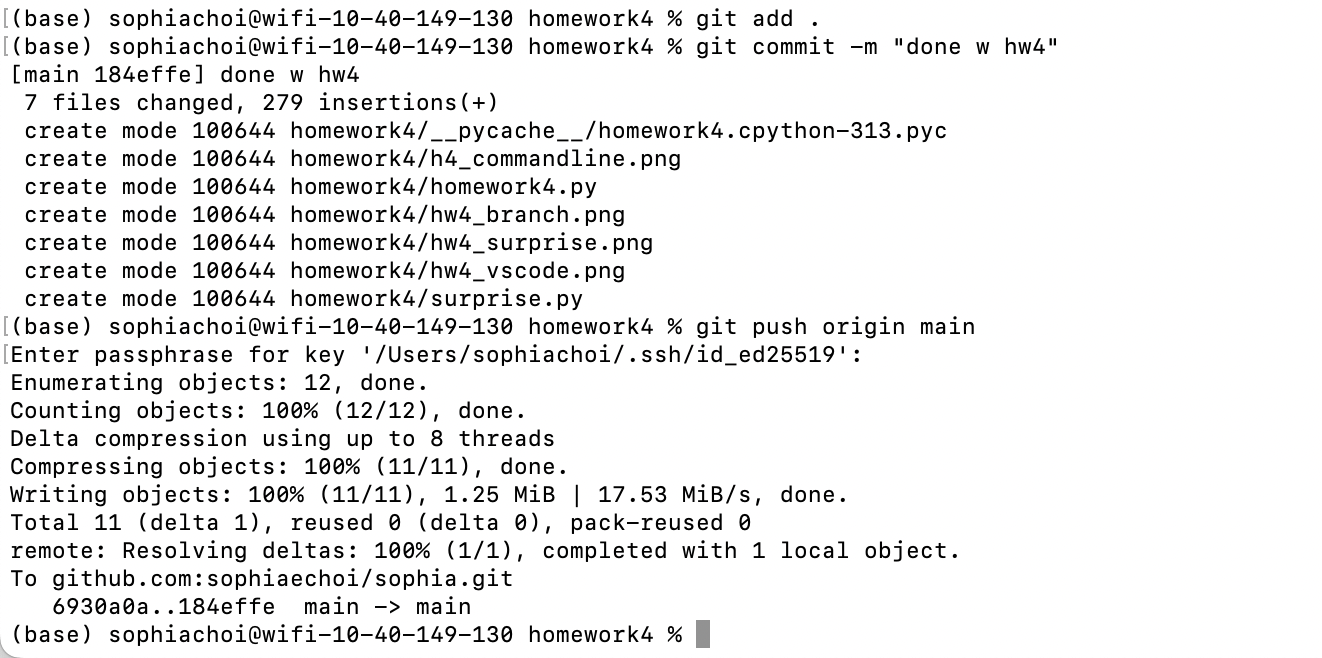 [(base) sophiachoi@wifi-10-40-149-130 homework4 % git add .
[(base) sophiachoi@wifi-10-40-149-130 homework4 % git commit -m "done w hw4"
[main 184effe] done w hw4
 7 files changed, 279 insertions(+)
 create mode 100644 homework4/__pycache__/homework4.cpython-313.pyc
 create mode 100644 homework4/h4_commandline.png
 create mode 100644 homework4/homework4.py
 create mode 100644 homework4/hw4_branch.png
 create mode 100644 homework4/hw4_surprise.png
 create mode 100644 homework4/hw4_vscode.png
 create mode 100644 homework4/surprise.py
[(base) sophiachoi@wifi-10-40-149-130 homework4 % git push origin main
[Enter passphrase for key '/Users/sophiachoi/.ssh/id_ed25519':
Enumerating objects: 12, done.
Counting objects: 100% (12/12), done.
Delta compression using up to 8 threads
Compressing objects: 100% (11/11), done.
Writing objects: 100% (11/11), 1.25 MiB | 17.53 MiB/s, done.
Total 11 (delta 1), reused 0 (delta 0), pack-reused 0
remote: Resolving deltas: 100% (1/1), completed with 1 local object.
To github.com:sophiaechoi/sophia.git
   6930a0a..184effe  main -> main
(base) sophiachoi@wifi-10-40-149-130 homework4 %